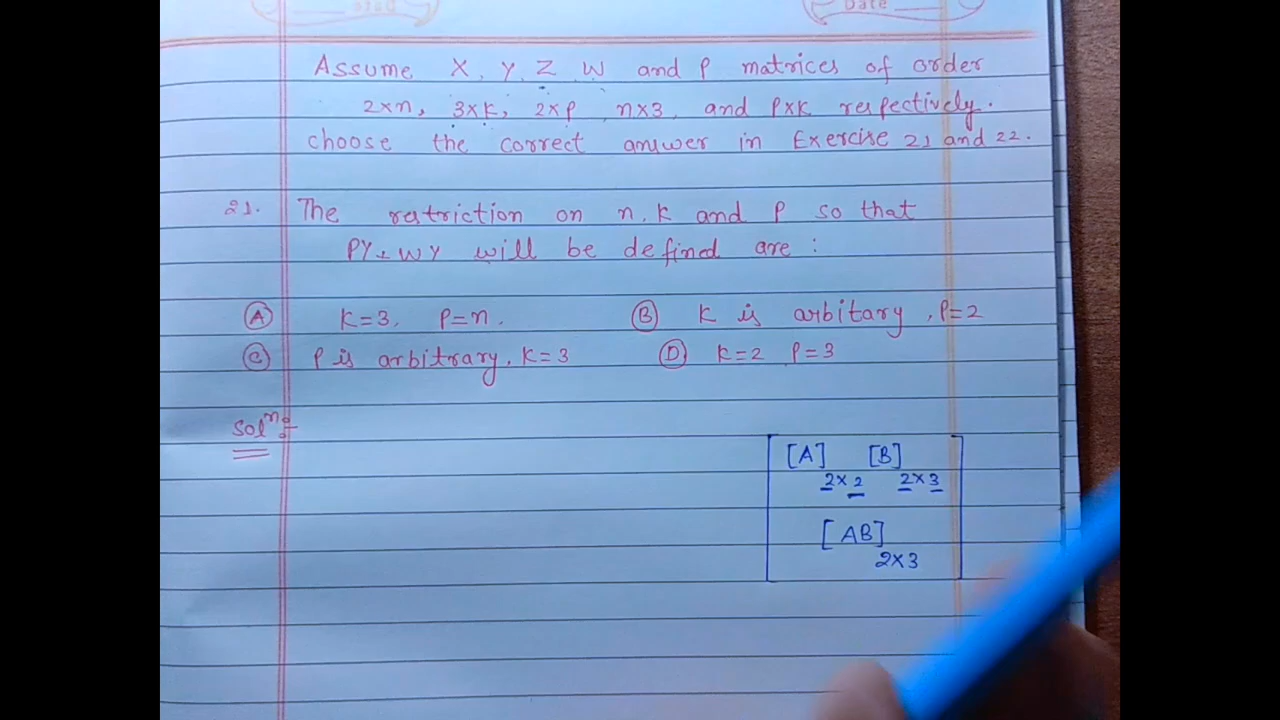 Date
Assume X, Y, Z, W and P matrices of order
2×n, 3×K, 2×p, n×3, and P×K respectively.
choose the correct answer in Exercise 21 and 22.
21. The restriction on n, K and P so that
PY+WY will be defined are :
(A) K=3, P=n. (B) K is arbitary, P=2
(C) P is arbitrary, K=3 (D) K=2 P=3
Solⁿ:-
[A]2×2 [B]2×3
[AB]2×3